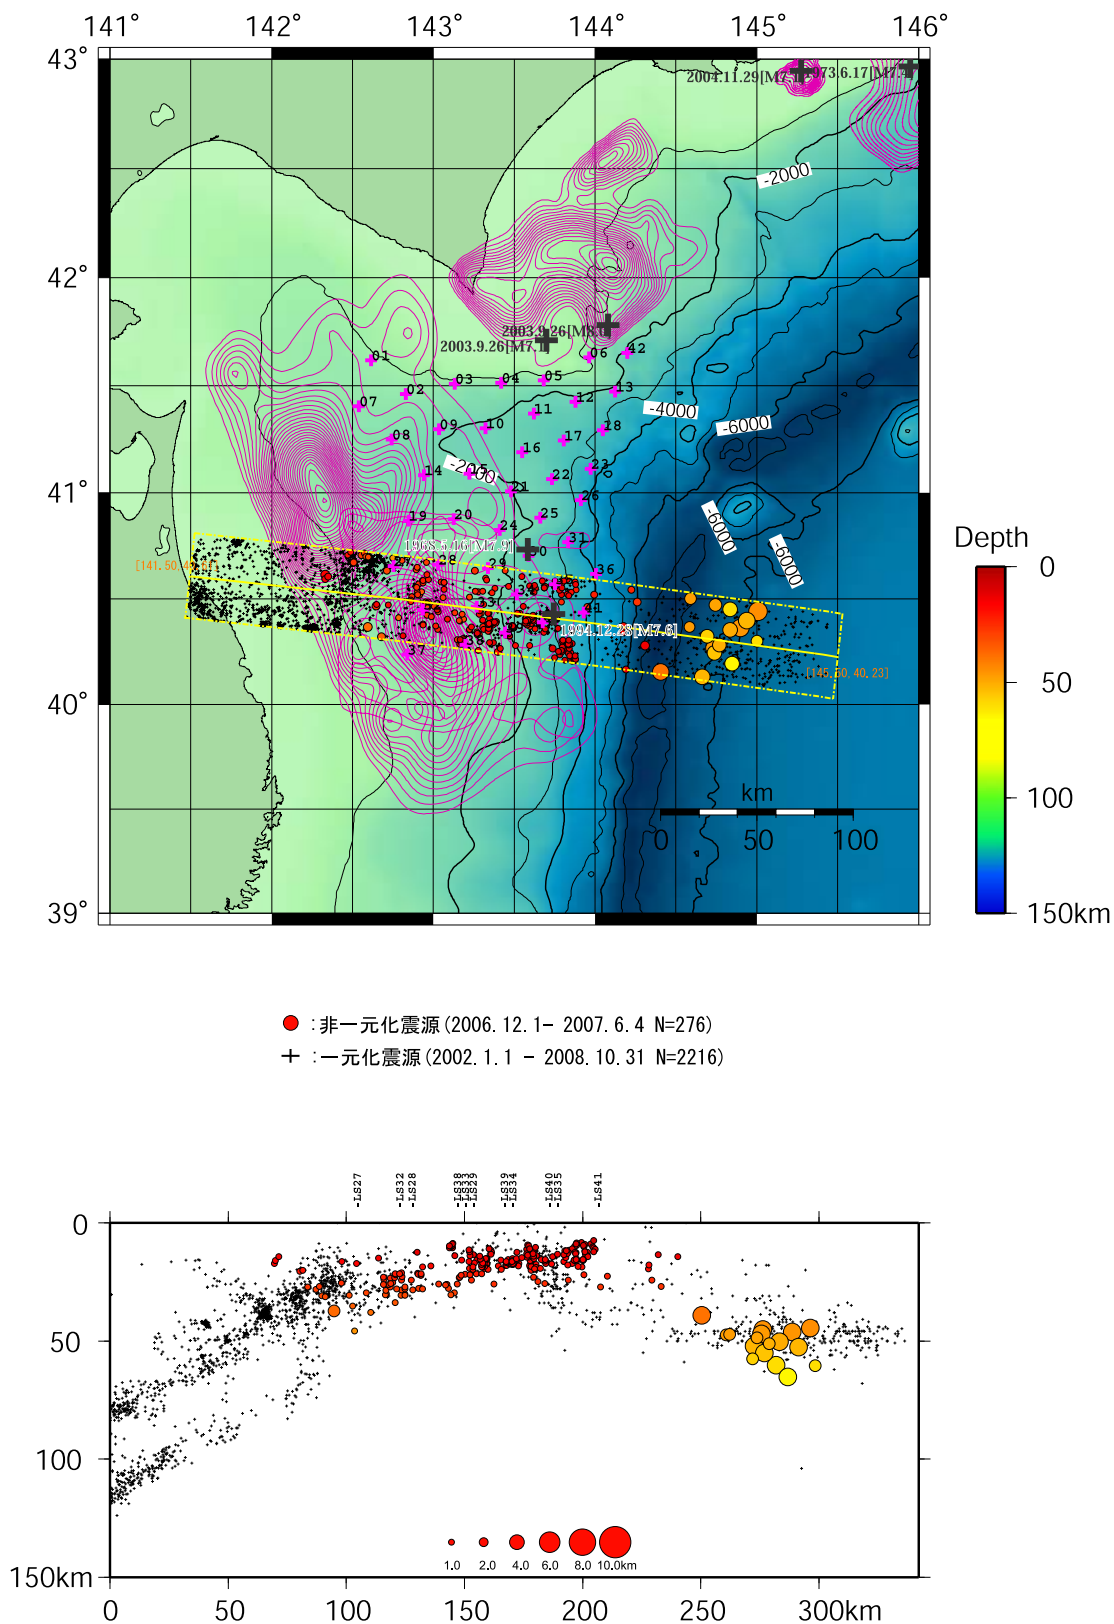 141° 142° 143° 144° 145° 146°
43°
2004.11.29[M7.1] 1973.6.17[M7.4]
-2000
42°
2003.9.26[M8.0]
2003.9.26[M7.1]
01 06 42
02 03 04 05 13
07 12 -4000
11 -6000
08 09 10 17 18
16
-2000 15 23
14 22
41° 21 26 -6000
19 20 25
24 31 -6000
1968.5.16[M7.9]
28 29 36
33 41
1994.12.28[M7.6]
37 38
[145.50,40.23]
40°
km
0 50 100
39°
Depth
0
50
100
150km
:非一元化震源(2006.12.1- 2007.6.4 N=276)
:一元化震源(2002.1.1 - 2008.10.31 N=2216)
-LS27 -LS32 -LS28 -LS38 -LS33 -LS29 -LS39 -LS34 -LS40 -LS35 -LS41
0
50
100
150km
1.0 2.0 4.0 6.0 8.0 10.0km
0 50 100 150 200 250 300km